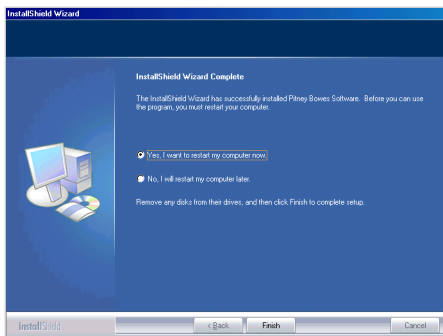 InstallShield Wizard
InstallShield Wizard Complete
The InstallShield Wizard has successfully installed Pitney Bowes Software. Before you can use
the program, you must restart your computer.
Yes, I want to restart my computer now.
No, I will restart my computer later.
Remove any disks from their drives, and then click Finish to complete setup.
InstallShield
< Back
Finish
Cancel